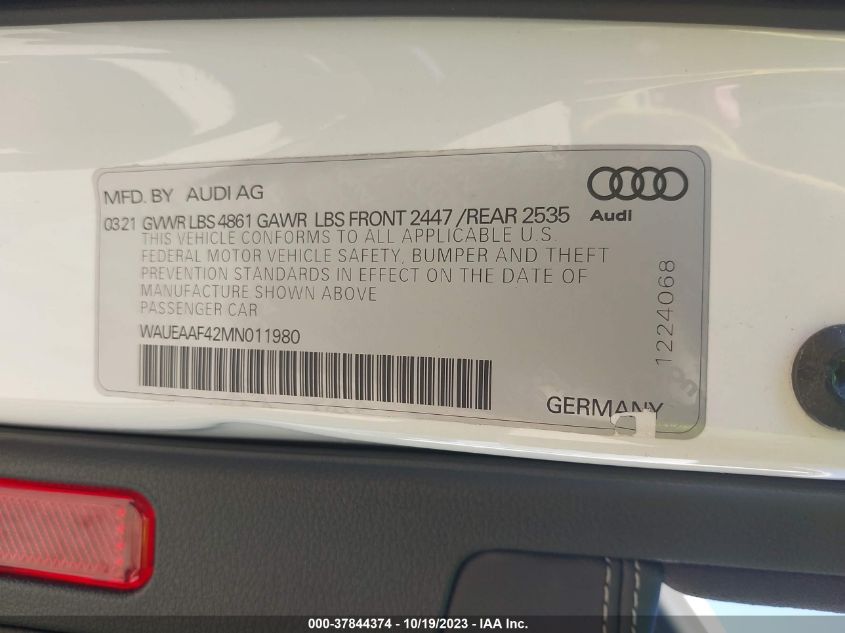 MFD. BY AUDI AG
0321 GVWR LBS 4861 GAWR LBS FRONT 2447 /REAR 2535
Audi
THIS VEHICLE CONFORMS TO ALL APPLICABLE U.S.
FEDERAL MOTOR VEHICLE SAFETY, BUMPER AND THEFT
PREVENTION STANDARDS IN EFFECT ON THE DATE OF
MANUFACTURE SHOWN ABOVE
PASSENGER CAR
WAUEAAF42MN011980
1224068
GERMANY
000-37844374 | 10/19/2023 - IAA Inc.